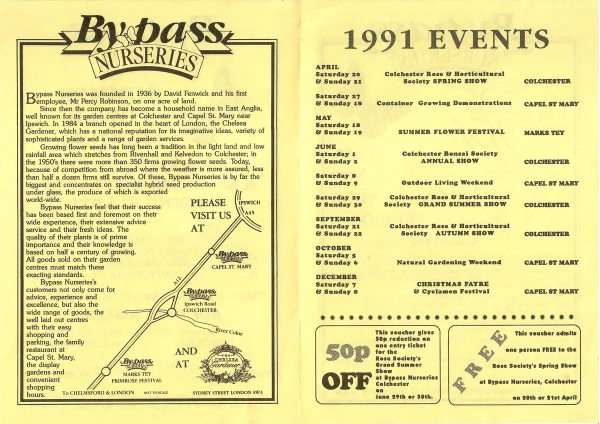 By-pass
NURSERIES
Bypass Nurseries was founded in 1936 by David Fenwick and his first
employee, Mr Percy Robinson, on one acre of land.
Since then the company has become a household name in East Anglia,
well known for its garden centres at Colchester and Capel St. Mary near
Ipswich. In 1984 a branch opened in the heart of London, the Chelsea
Gardener, which has a national reputation for its imaginative ideas, variety of
sophisticated plants and a range of garden services.
Growing flower seeds has long been a tradition in the light land and low
rainfall area which stretches from Rivenhall and Kelvedon to Colchester; in
the 1950's there were more than 350 firms growing flower seeds. Today,
because of competition from abroad where the weather is more assured, less
than half a dozen firms still survive. Of these, Bypass Nurseries is by far the
biggest and concentrates on specialist hybrid seed production
under glass, the produce of which is exported
world-wide.
Bypass Nurseries feel that their success
has been based first and foremost on their
wide experience, their extensive advice
service and their fresh ideas. The
quality of their plants is of prime
importance and their knowledge is
based on half a century of growing.
All goods sold on their garden
centres must match these
exacting standards.
Bypass Nurseries's
customers not only come for
advice, experience and
excellence, but also the
wide range of goods, the
well laid out centres
with their easy
shopping and
parking, the family
restaurant at
Capel St. Mary,
the display
gardens and
convenient
shopping
hours.
PLEASE
VISIT US
AT
IPSWICH
A45
By-pass
CAPEL ST. MARY
A12
By-pass
Ipswich Road
COLCHESTER
River Colne
By-pass
MARKS TEY
PRIMROSE FESTIVAL
AND
AT
THE
CHELSEA
Gardener
To CHELMSFORD & LONDON
NOT TO SCALE
SYDNEY STREET LONDON SW3
1991 EVENTS
APRIL
Saturday 20 Colchester Rose & Horticultural
& Sunday 21 Society SPRING SHOW COLCHESTER
Saturday 27
& Sunday 18 Container Growing Demonstrations CAPEL ST MARY
MAY
Saturday 18
& Sunday 19 SUMMER FLOWER FESTIVAL MARKS TEY
JUNE
Saturday 1 Colchester Bonsai Society
& Sunday 2 ANNUAL SHOW COLCHESTER
Saturday 8
& Sunday 9 Outdoor Living Weekend CAPEL ST MARY
Saturday 29 Colchester Rose & Horticultural
& Sunday 30 Society GRAND SUMMER SHOW COLCHESTER
SEPTEMBER
Saturday 21 Colchester Rose & Horticultural
& Sunday 22 Society AUTUMN SHOW COLCHESTER
OCTOBER
Saturday 5
& Sunday 6 Natural Gardening Weekend CAPEL ST MARY
DECEMBER
Saturday 7 CHRISTMAS FAYRE
& Sunday 8 & Cyclamen Festival CAPEL ST MARY
50p
OFF
This voucher gives
50p reduction on
one entry ticket
for the
Rose Society's
Grand Summer
Show
at Bypass Nurseries
Colchester
on
June 29th or 30th.
FREE
This voucher admits
one person FREE to the
Rose Society's Spring Show
at Bypass Nurseries, Colchester
on 20th or 21st April